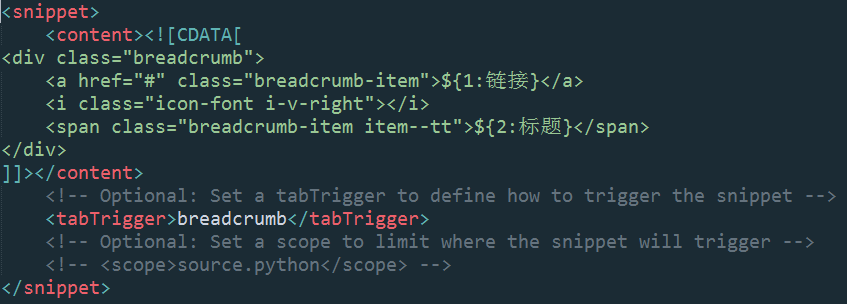 <snippet>
    <content><![CDATA[
<div class="breadcrumb">
    <a href="#" class="breadcrumb-item">${1:链接}</a>
    <i class="icon-font i-v-right"></i>
    <span class="breadcrumb-item item--tt">${2:标题}</span>
</div>
]]></content>
    <!-- Optional: Set a tabTrigger to define how to trigger the snippet -->
    <tabTrigger>breadcrumb</tabTrigger>
    <!-- Optional: Set a scope to limit where the snippet will trigger -->
    <!-- <scope>source.python</scope> -->
</snippet>